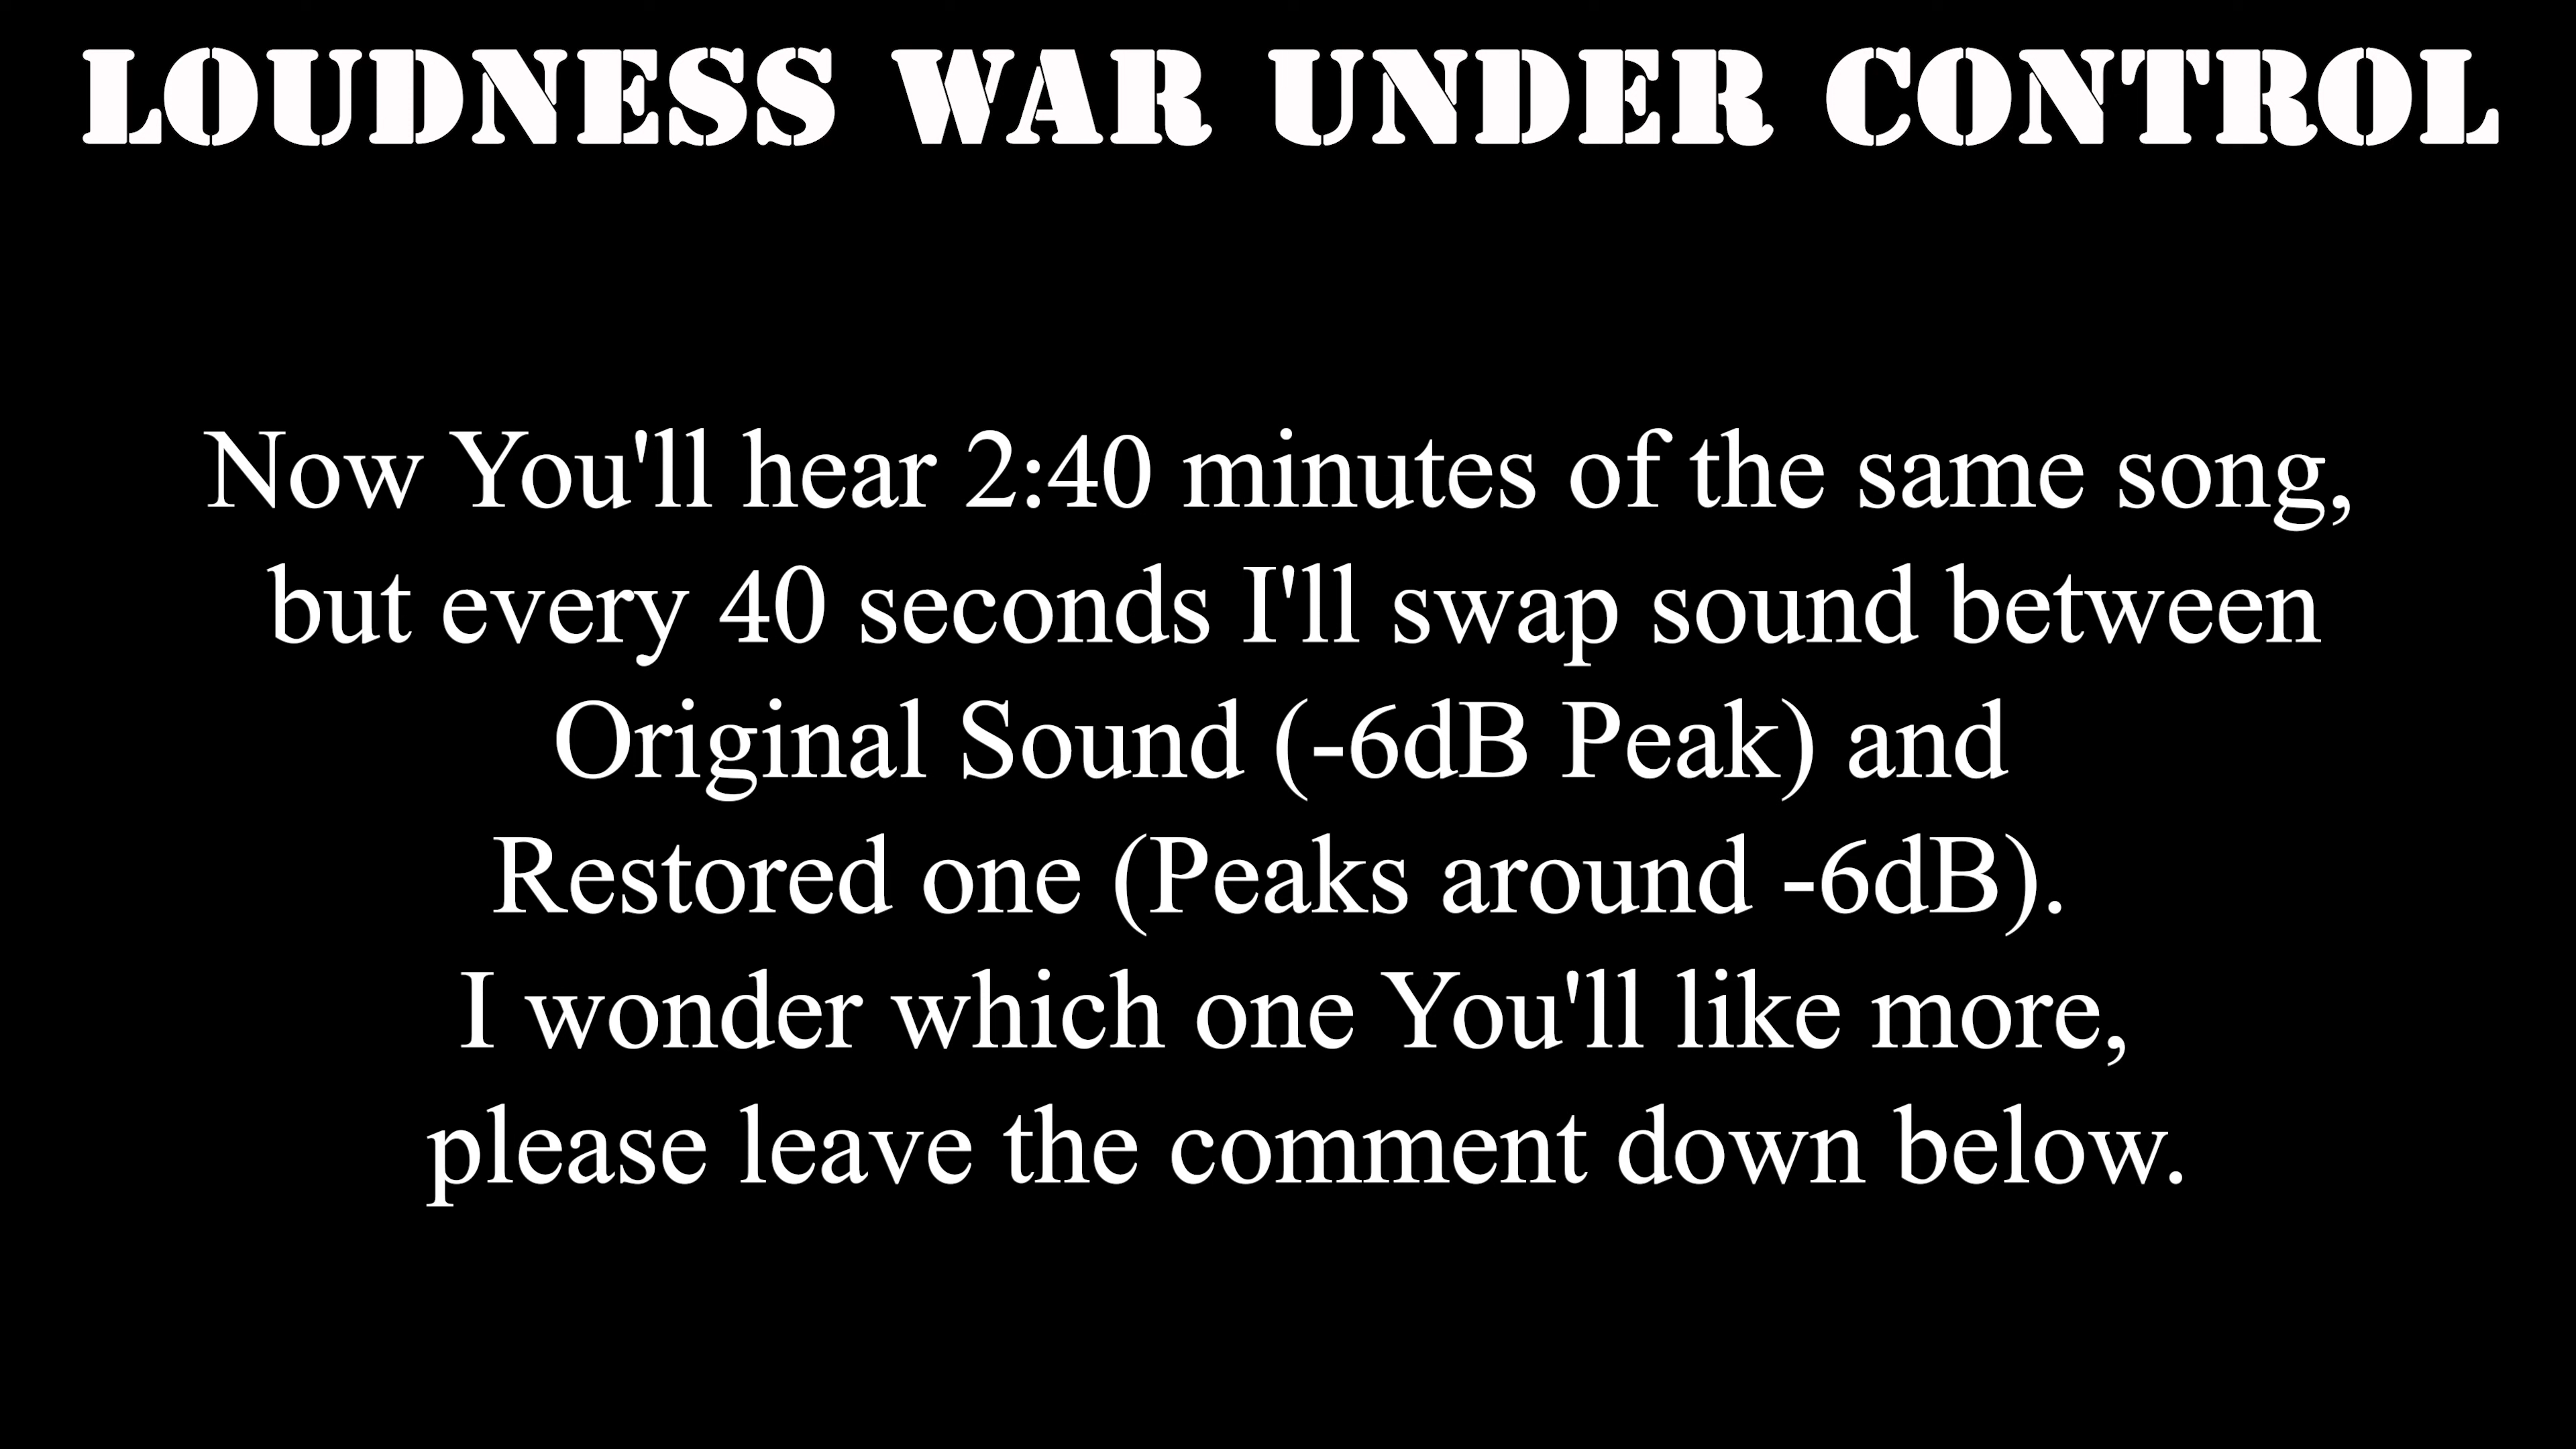 LOUDNESS WAR UNDER CONTROL
Now You'll hear 2:40 minutes of the same song,
but every 40 seconds I'll swap sound between
Original Sound (-6dB Peak) and
Restored one (Peaks around -6dB).
I wonder which one You'll like more,
please leave the comment down below.